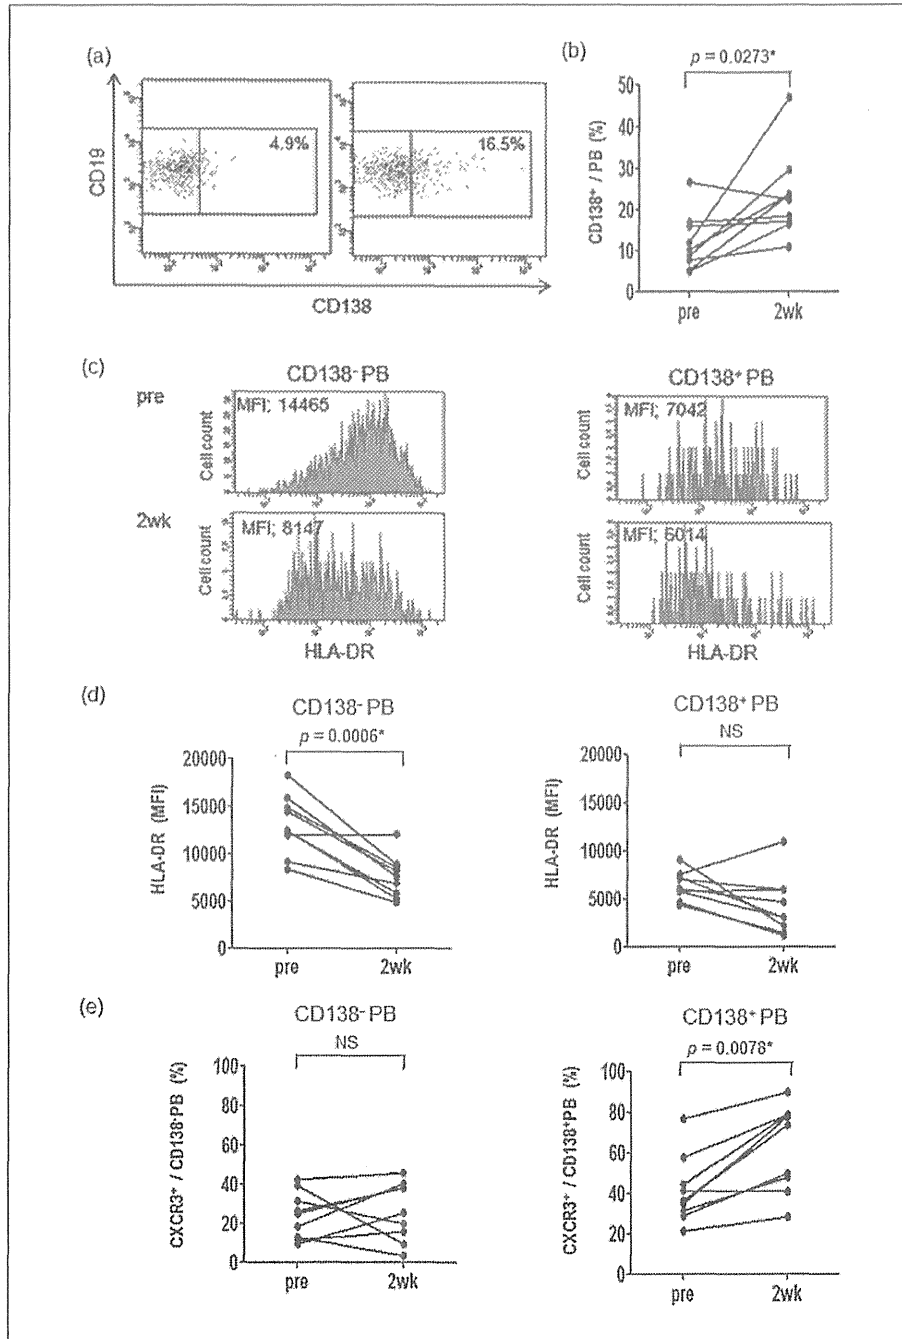 (a)
CD19
4.9%
16.5%
CD138
(b)
p = 0.0273*
CD138+ / PB (%)
50
40
30
20
10
0
pre
2wk
(c)
CD138- PB
CD138+ PB
pre
MFI; 14465
Cell count
MFI; 7042
Cell count
2wk
MFI; 8147
Cell count
HLA-DR
MFI; 6014
Cell count
HLA-DR
(d)
CD138- PB
p = 0.0006*
HLA-DR (MFI)
20000
15000
10000
5000
0
pre
2wk
CD138+ PB
NS
HLA-DR (MFI)
20000
15000
10000
5000
0
pre
2wk
(e)
CD138- PB
NS
CXCR3+ / CD138-PB (%)
100
80
60
40
20
0
pre
2wk
CD138+ PB
p = 0.0078*
CXCR3+ / CD138+PB (%)
100
80
60
40
20
0
pre
2wk